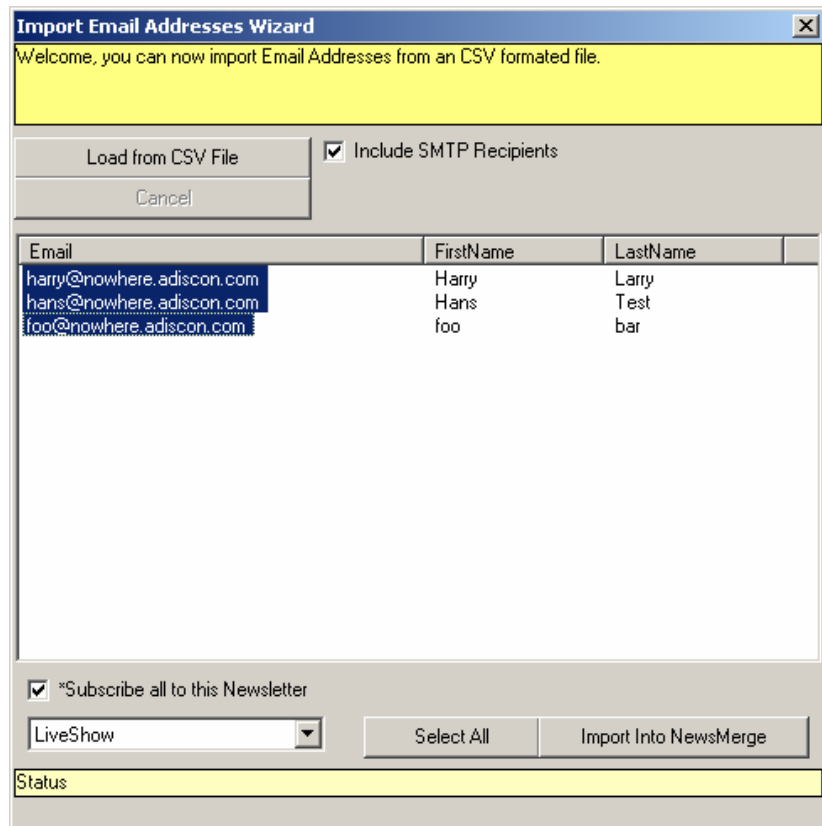 Import Email Addresses Wizard
Welcome, you can now import Email Addresses from an CSV formated file.
Load from CSV File
Include SMTP Recipients
Cancel
Email FirstName LastName
harry@nowhere.adiscon.com Harry Larry
hans@nowhere.adiscon.com Hans Test
foo@nowhere.adiscon.com foo bar
*Subscribe all to this Newsletter
LiveShow Select All Import Into NewsMerge
Status